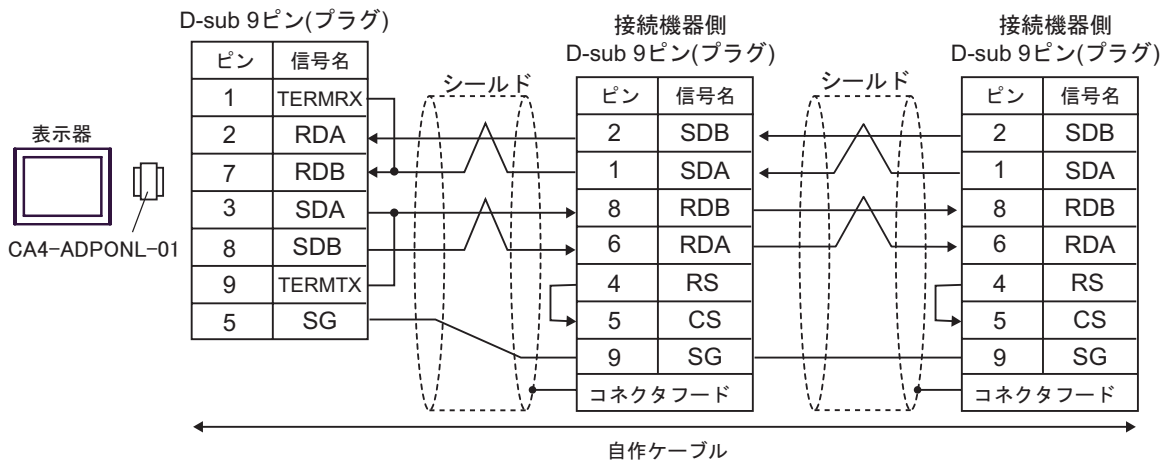 D-sub 9ピン(プラグ)
ピン 信号名
1 TERMRX
2 RDA
7 RDB
3 SDA
8 SDB
9 TERMTX
5 SG
表示器
CA4-ADPONL-01
シールド
接続機器側
D-sub 9ピン(プラグ)
ピン 信号名
2 SDB
1 SDA
8 RDB
6 RDA
4 RS
5 CS
9 SG
コネクタフード
シールド
接続機器側
D-sub 9ピン(プラグ)
ピン 信号名
2 SDB
1 SDA
8 RDB
6 RDA
4 RS
5 CS
9 SG
コネクタフード
自作ケーブル